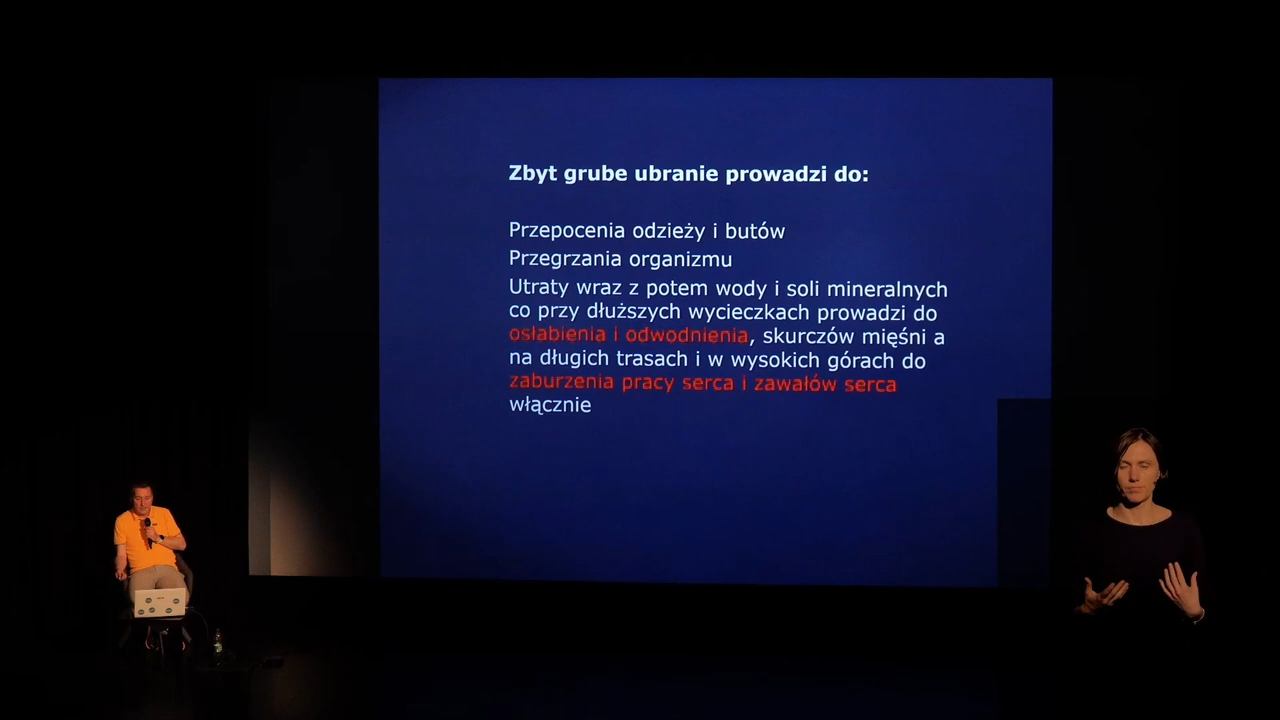 Zbyt grube ubranie prowadzi do:
Przepocenia odzieży i butów
Przegrzania organizmu
Utraty wraz z potem wody i soli mineralnych
co przy dłuższych wycieczkach prowadzi do
osłabienia i odwodnienia, skurczów mięśni a
na długich trasach i w wysokich górach do
zaburzenia pracy serca i zawałów serca
włącznie